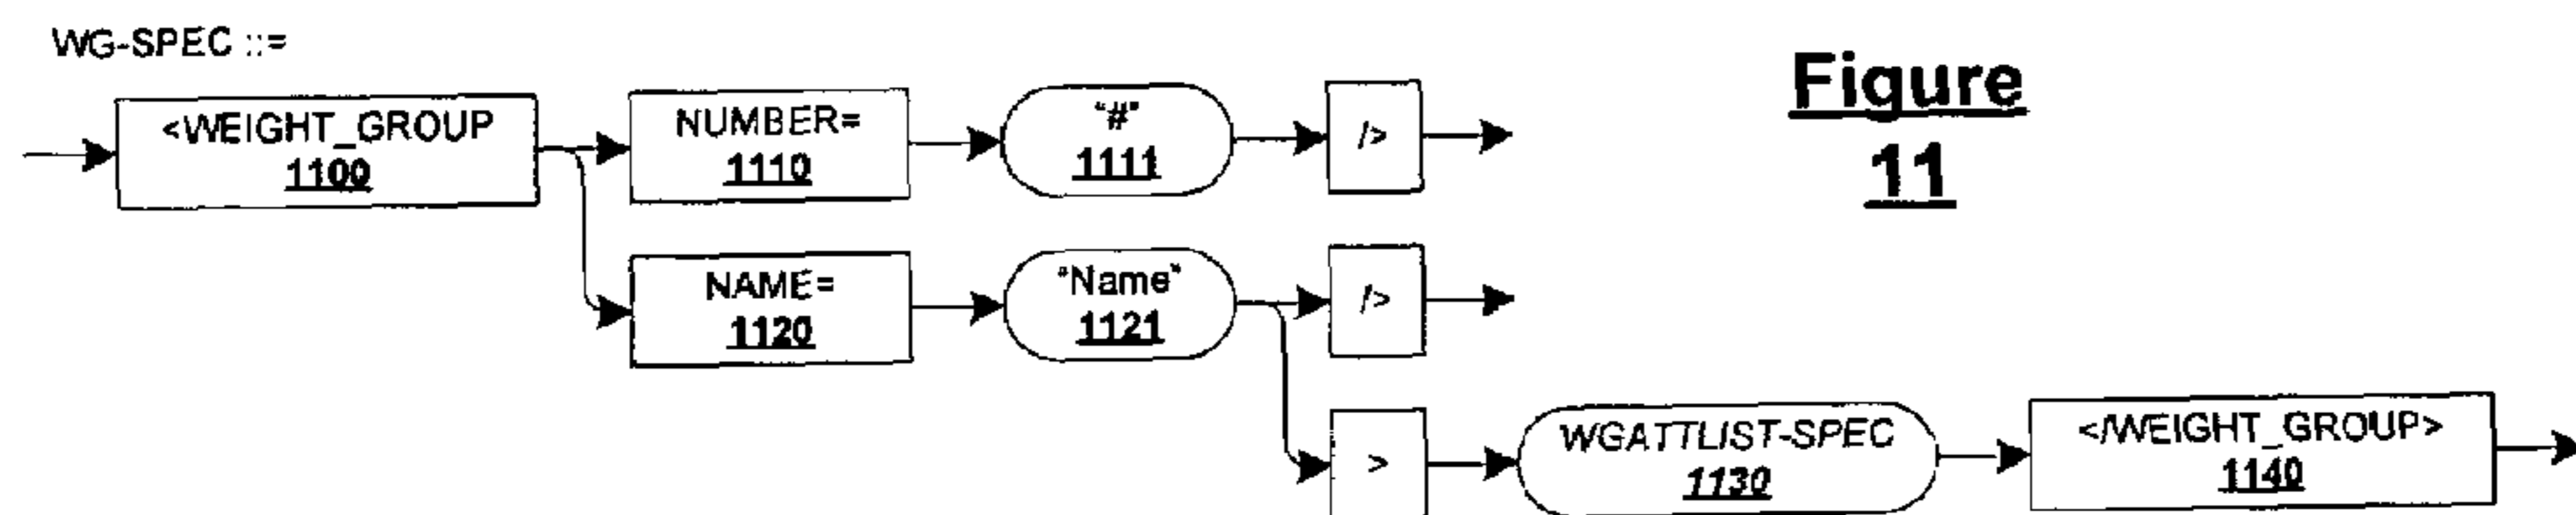 WG-SPEC ::=
Figure
11
<WEIGHT_GROUP
1100
NUMBER=
1110
"#"
1111
/>
NAME=
1120
"Name"
1121
/>
>
WGATTLIST-SPEC
1130
</WEIGHT_GROUP>
1140